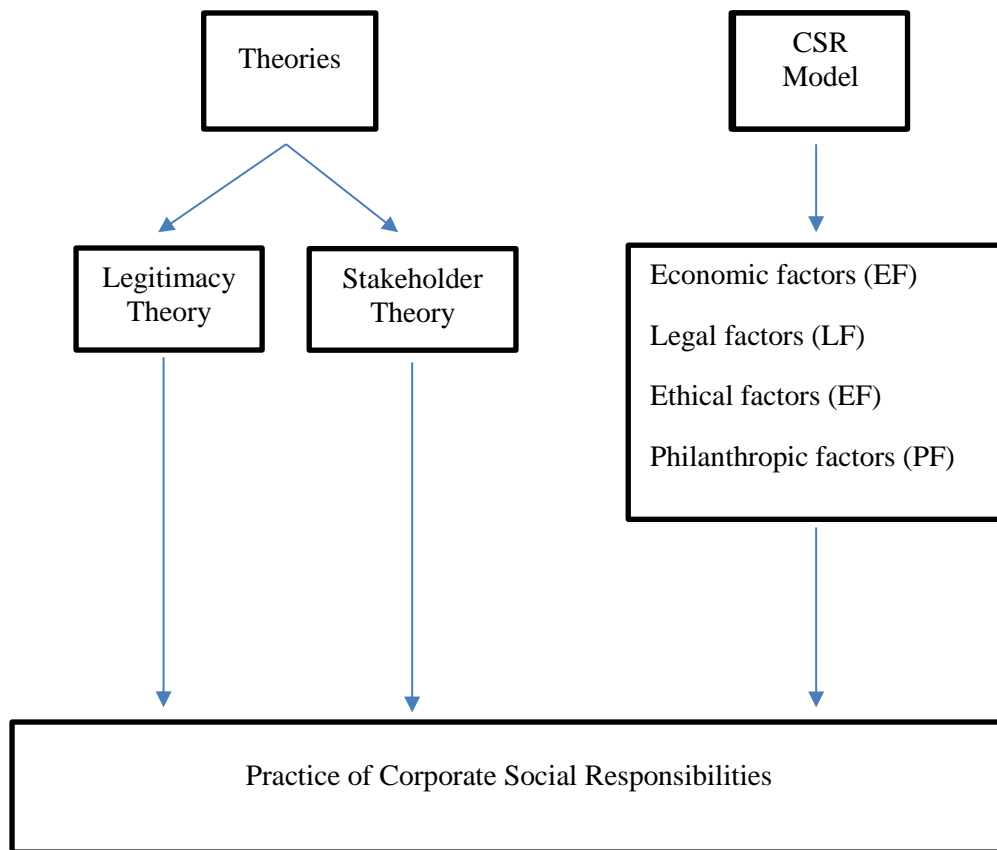 Theories
CSR
Model
Legitimacy
Theory
Stakeholder
Theory
Economic factors (EF)
Legal factors (LF)
Ethical factors (EF)
Philanthropic factors (PF)
Practice of Corporate Social Responsibilities